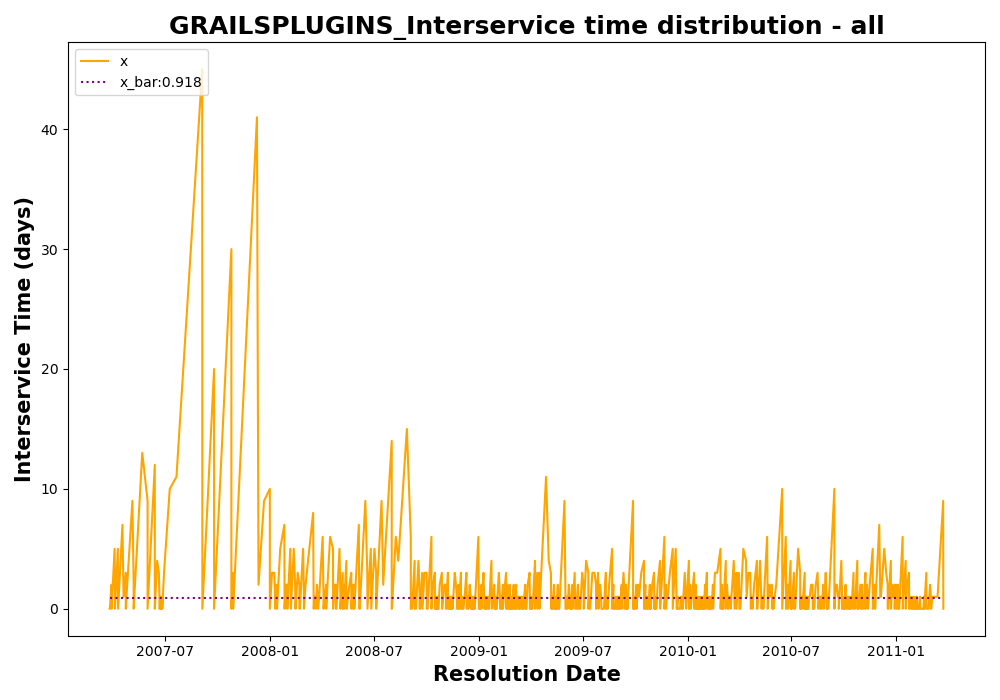 GRAILSPLUGINS_Interservice time distribution - all
x
x_bar:0.918
Interservice Time (days)
40
30
20
10
0
2007-07 2008-01 2008-07 2009-01 2009-07 2010-01 2010-07 2011-01
Resolution Date